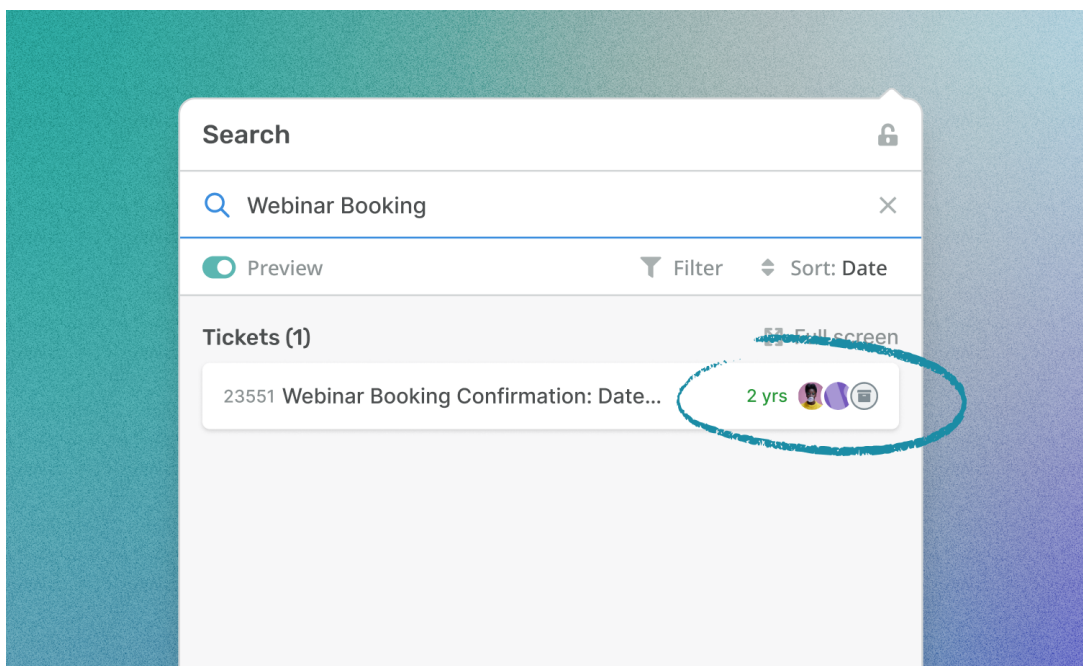 Search
Webinar Booking
Preview Filter Sort: Date
Tickets (1) Full screen
23551 Webinar Booking Confirmation: Date... 2 yrs